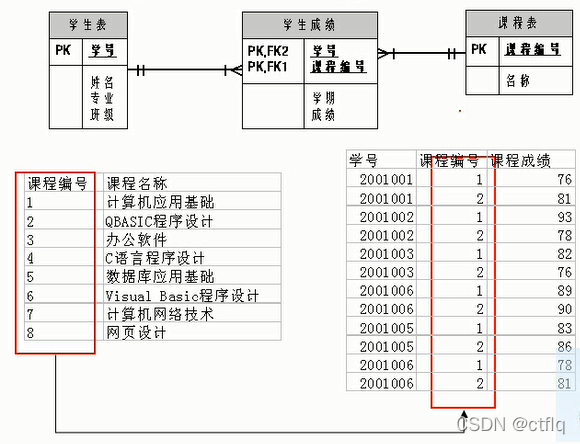 学生表
PK 学号
姓名
专业
班级
学生成绩
PK,FK2 学号
PK,FK1 课程编号
学期
成绩
课程表
PK 课程编号
名称
课程编号 课程名称
1 计算机应用基础
2 QBASIC程序设计
3 办公软件
4 C语言程序设计
5 数据库应用基础
6 Visual Basic程序设计
7 计算机网络技术
8 网页设计
学号 课程编号 课程成绩
2001001 1 76
2001001 2 81
2001002 1 93
2001002 2 78
2001003 1 82
2001003 2 76
2001006 1 89
2001006 2 90
2001005 1 83
2001005 2 86
2001006 1 78
2001006 2 81
CSDN @ctflq